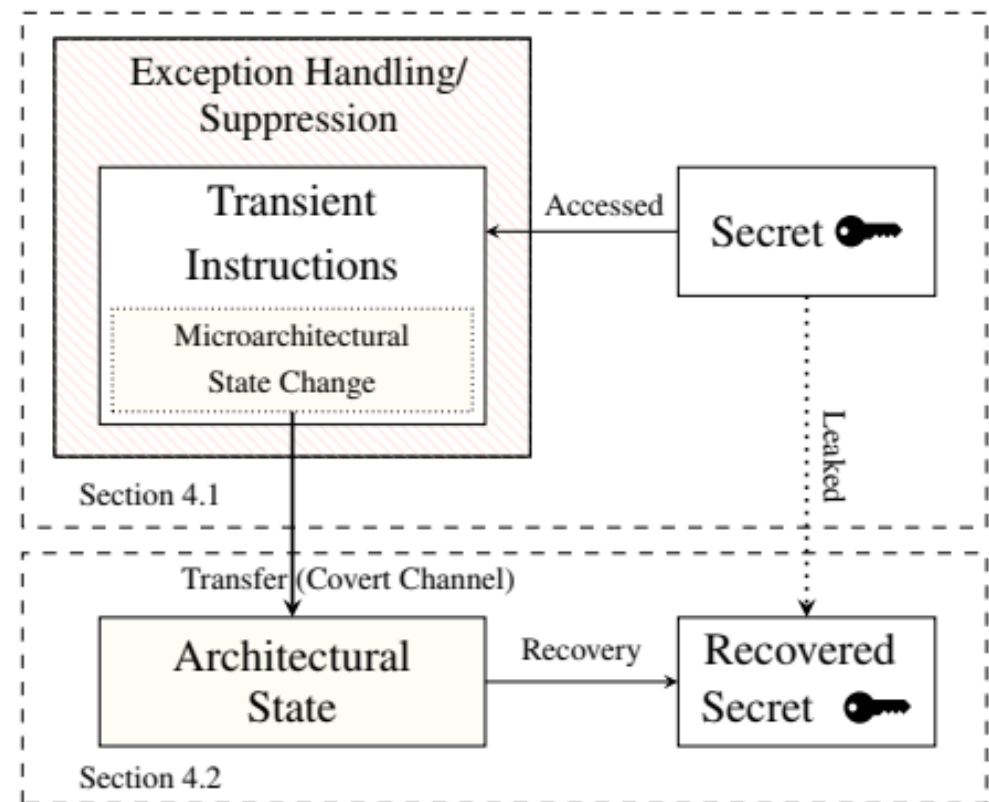 Exception Handling/
Suppression
Transient
Instructions
Accessed
Secret
Microarchitectural
State Change
Leaked
Section 4.1
Transfer (Covert Channel)
Architectural
State
Recovery
Recovered
Secret
Section 4.2